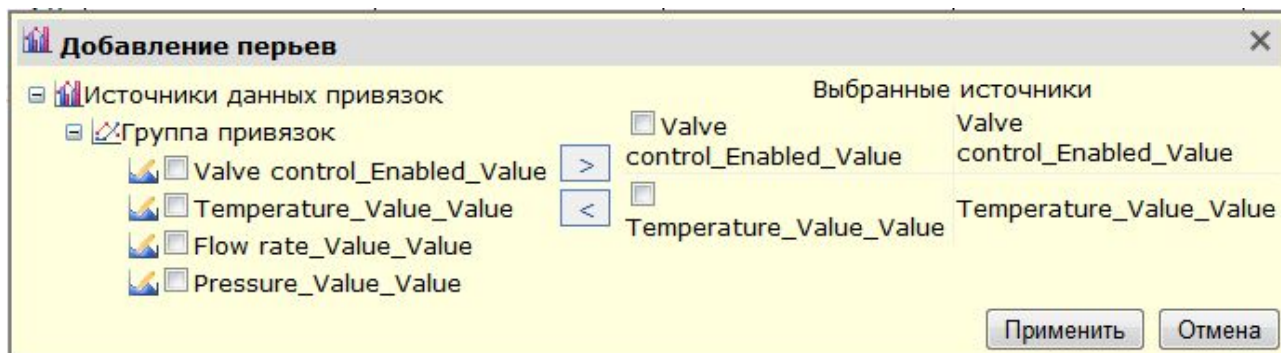 Добавление перьев
Источники данных привязок
Группа привязок
Valve control_Enabled_Value
Temperature_Value_Value
Flow rate_Value_Value
Pressure_Value_Value
>
<
Выбранные источники
Valve
control_Enabled_Value
Valve
control_Enabled_Value
Temperature_Value_Value
Temperature_Value_Value
Применить
Отмена